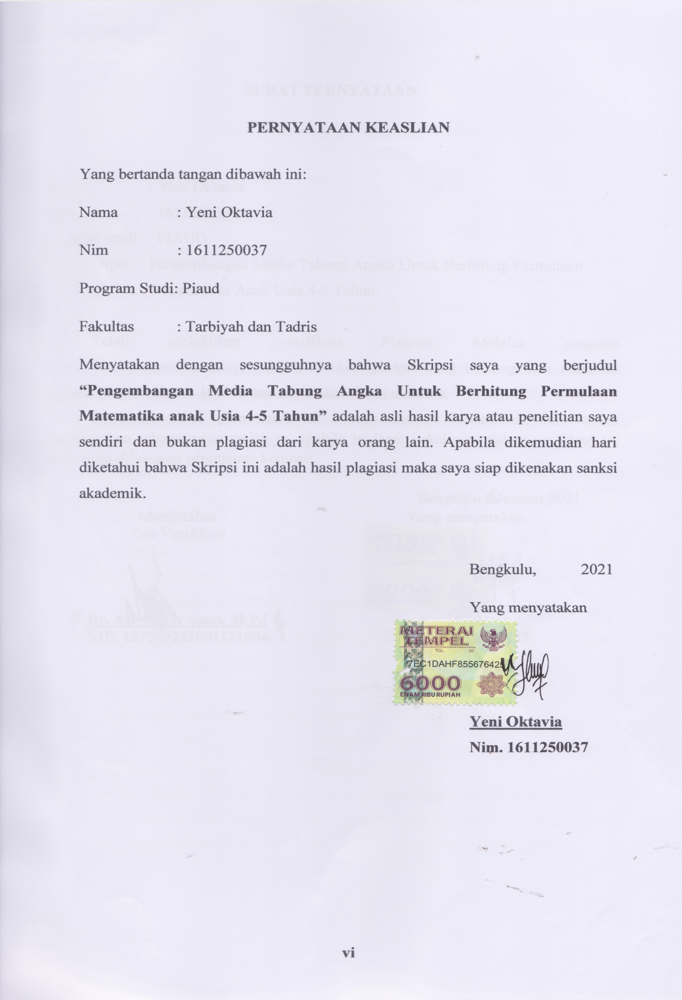 PERNYATAAN KEASLIAN
Yang bertanda tangan dibawah ini:
Nama : Yeni Oktavia
Nim : 1611250037
Program Studi: Piaud
Fakultas : Tarbiyah dan Tadris
Menyatakan dengan sesungguhnya bahwa Skripsi saya yang berjudul
“Pengembangan Media Tabung Angka Untuk Berhitung Permulaan
Matematika anak Usia 4-5 Tahun” adalah asli hasil karya atau penelitian saya
sendiri dan bukan plagiasi dari karya orang lain. Apabila dikemudian hari
diketahui bahwa Skripsi ini adalah hasil plagiasi maka saya siap dikenakan sanksi
akademik.
Bengkulu, 2021
Yang menyatakan
METERAI
TEMPEL
TGL. 20
7EC1DAHF855676425
6000
ENAM RIBU RUPIAH
Yeni Oktavia
Nim. 1611250037
vi